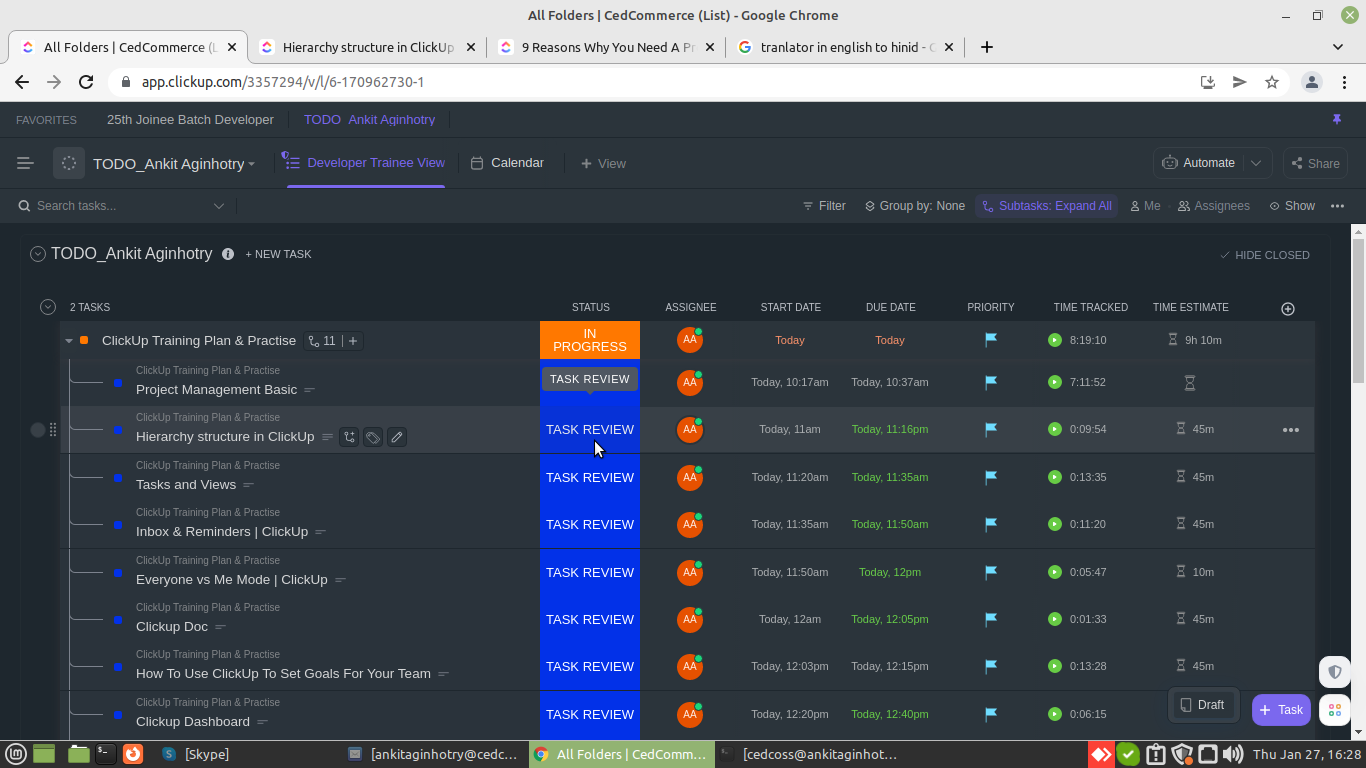 All Folders | CedCommerce (List) - Google Chrome
All Folders | CedCommerce (L
Hierarchy structure in ClickUp
9 Reasons Why You Need A Pr
tranlator in english to hinid - G
app.clickup.com/3357294/v/l/6-170962730-1
FAVORITES 25th Joinee Batch Developer TODO_Ankit Aginhotry
TODO_Ankit Aginhotry Developer Trainee View Calendar + View Automate Share
Search tasks... Filter Group by: None Subtasks: Expand All Me Assignees Show
TODO_Ankit Aginhotry + NEW TASK HIDE CLOSED
2 TASKS STATUS ASSIGNEE START DATE DUE DATE PRIORITY TIME TRACKED TIME ESTIMATE
ClickUp Training Plan & Practise 11 + IN PROGRESS AA Today Today 8:19:10 9h 10m
ClickUp Training Plan & Practise
Project Management Basic TASK REVIEW AA Today, 10:17am Today, 10:37am 7:11:52
ClickUp Training Plan & Practise
Hierarchy structure in ClickUp TASK REVIEW AA Today, 11am Today, 11:16pm 0:09:54 45m
ClickUp Training Plan & Practise
Tasks and Views TASK REVIEW AA Today, 11:20am Today, 11:35am 0:13:35 45m
ClickUp Training Plan & Practise
Inbox & Reminders | ClickUp TASK REVIEW AA Today, 11:35am Today, 11:50am 0:11:20 45m
ClickUp Training Plan & Practise
Everyone vs Me Mode | ClickUp TASK REVIEW AA Today, 11:50am Today, 12pm 0:05:47 10m
ClickUp Training Plan & Practise
Clickup Doc TASK REVIEW AA Today, 12am Today, 12:05pm 0:01:33 45m
ClickUp Training Plan & Practise
How To Use ClickUp To Set Goals For Your Team TASK REVIEW AA Today, 12:03pm Today, 12:15pm 0:13:28 45m
ClickUp Training Plan & Practise
Clickup Dashboard TASK REVIEW AA Today, 12:20pm Today, 12:40pm 0:06:15
Draft + Task
[Skype] [ankitaginhotry@cedc... All Folders | CedComm... [cedcoss@ankitaginhot... Thu Jan 27, 16:28